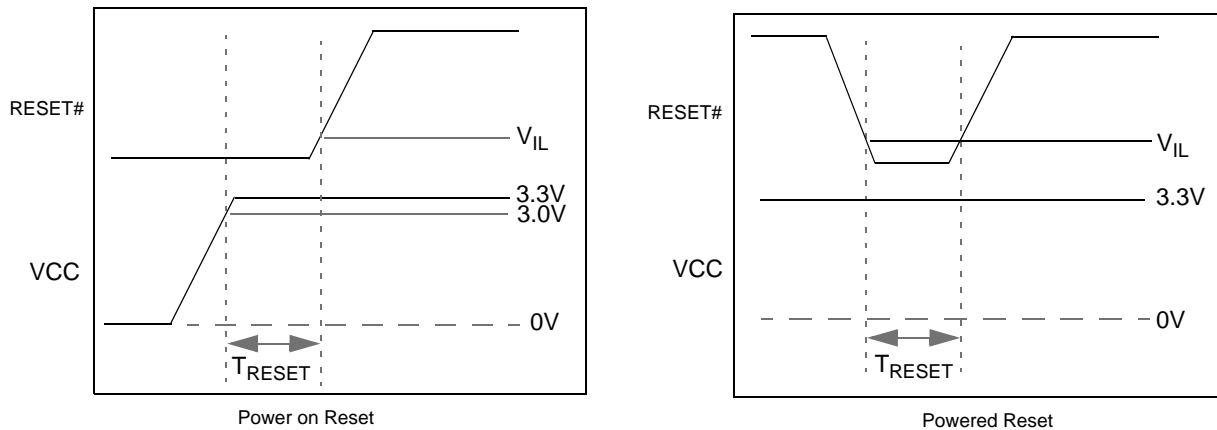 RESET#
VIL
3.3V
3.0V
VCC
0V
TRESET
Power on Reset
RESET#
VIL
3.3V
VCC
0V
TRESET
Powered Reset